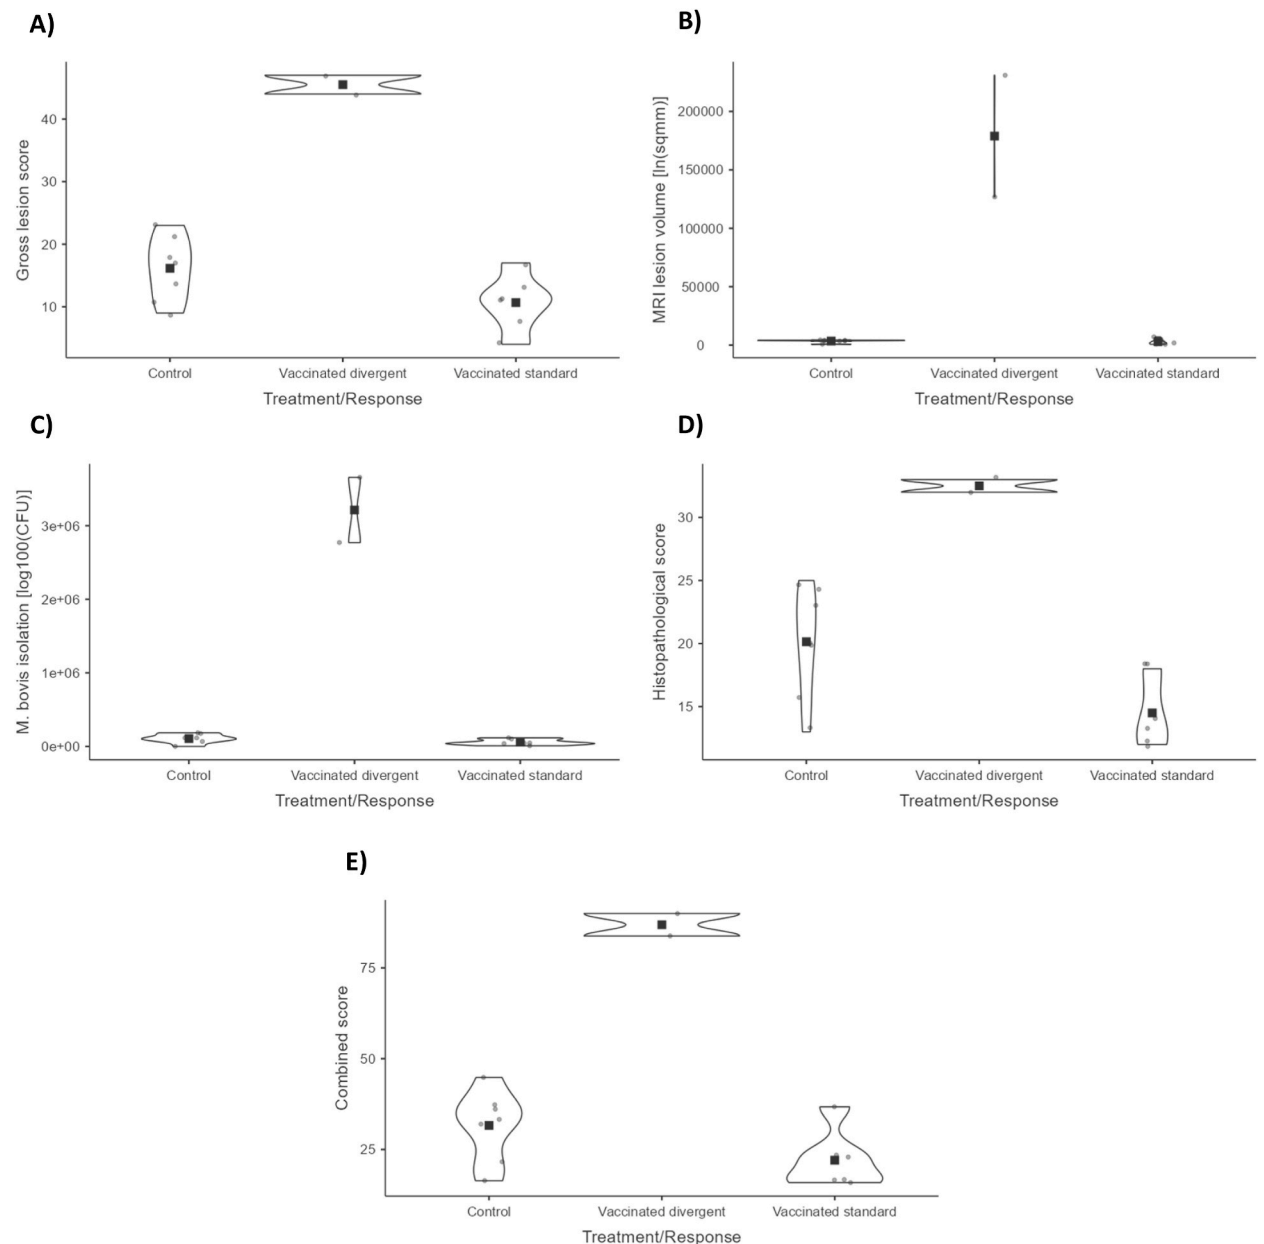 A)
Gross lesion score
40
30
20
10
Control
Vaccinated divergent
Vaccinated standard
Treatment/Response
B)
MRI lesion volume [ln(sqmm)]
200000
150000
100000
50000
0
Control
Vaccinated divergent
Vaccinated standard
Treatment/Response
C)
M. bovis isolation [log100(CFU)]
3e+06
2e+06
1e+06
0e+00
Control
Vaccinated divergent
Vaccinated standard
Treatment/Response
D)
Histopathological score
30
25
20
15
Control
Vaccinated divergent
Vaccinated standard
Treatment/Response
E)
Combined score
75
50
25
Control
Vaccinated divergent
Vaccinated standard
Treatment/Response